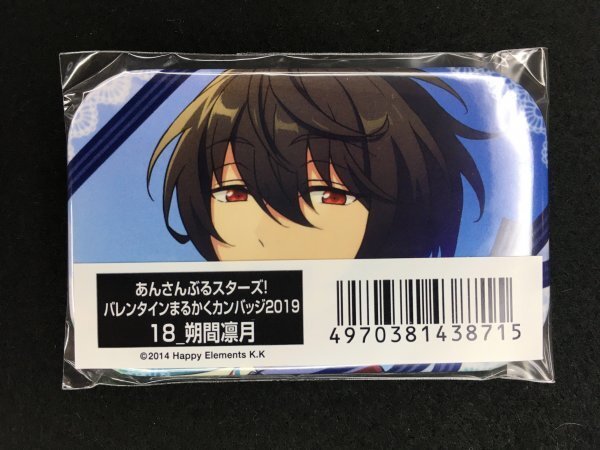 あんさんぶるスターズ!
バレンタインまるかくカンバッジ2019
18_朔間凛月
©2014 Happy Elements K.K
4970381438715